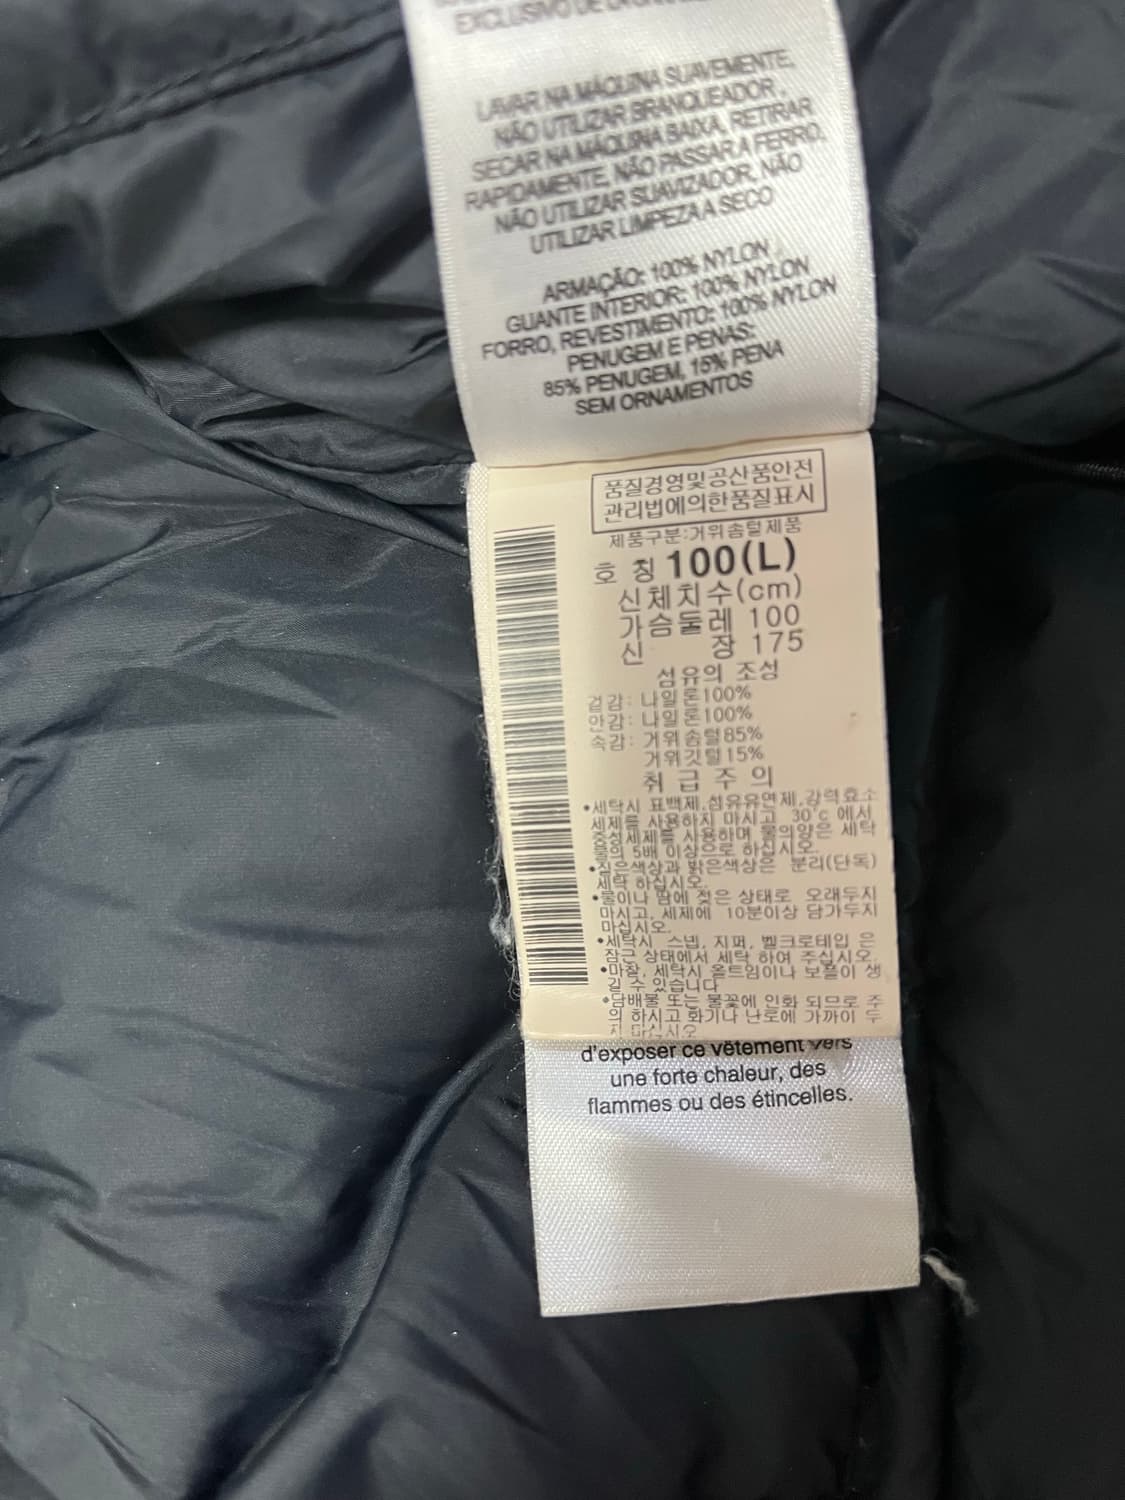 EXCLUSIVO DE
LAVAR NA MÁQUINA SUAVEMENTE,
NÃO UTILIZAR BRANQUEADOR,
SECAR NA MÁQUINA BAIXA, RETIRAR
RAPIDAMENTE, NÃO PASSAR A FERRO.
NÃO UTILIZAR SUAVIZADOR, NÃO
UTILIZAR LIMPEZA A SECO
ARMAÇÃO: 100% NYLON
GUANTE INTERIOR: 100% NYLON
FORRO, REVESTIMENTO: 100% NYLON
PENUGEM E PENAS:
85% PENUGEM, 15% PENA
SEM ORNAMENTOS
품질경영및공산품안전
관리법에의한품질표시
제품구분:거위솜털제품
호 칭 100(L)
신체치수(cm)
가슴둘레 100
신 장 175
섬유의 조성
겉감: 나일론100%
안감: 나일론100%
속감: 거위솜털85%
거위깃털15%
취 급 주 의
•세탁시 표백제,섬유유연제,강력효소
세제를 사용하지 마시고 30°c 에서
중성세제를 사용하며 물의양은 세탁
물의 5배 이상으로 하십시오.
•짙은색상과 밝은색상은 분리(단독)
세탁 하십시오.
•물이나 땀에 젖은 상태로 오래두지
마시고, 세제에 10분이상 담가두지
마십시오.
•세탁시 스냅, 지퍼, 벨크로테입 은
잠근 상태에서 세탁 하여 주십시오.
•마찰, 세탁시 올트임이나 보풀이 생
길 수 있습니다
•담배불 또는 불꽃에 인화 되므로 주
의 하시고 화기나 난로에 가까이 두
지 마십시오
d'exposer ce vêtement vers
une forte chaleur, des
flammes ou des étincelles.